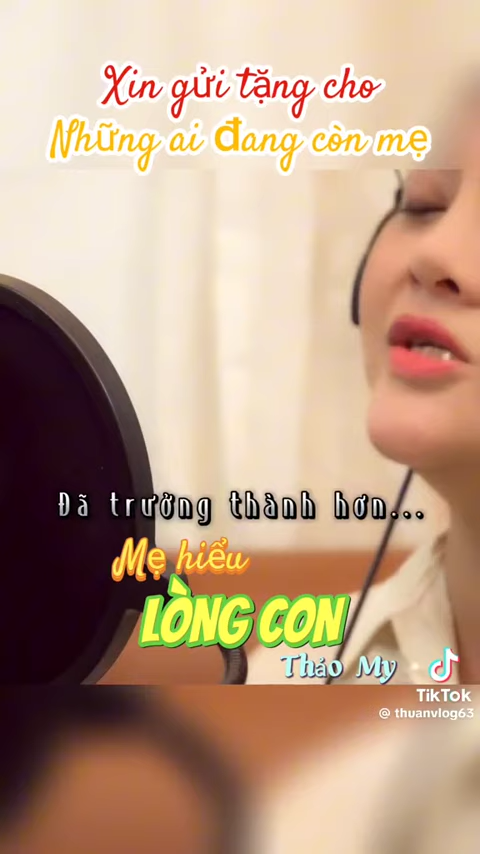 Xin gửi tặng cho
Những ai đang còn mẹ
Đã trưởng thành hơn...
Mẹ hiểu
LÒNG CON
Thảo My
TikTok
@ thuanvlog63